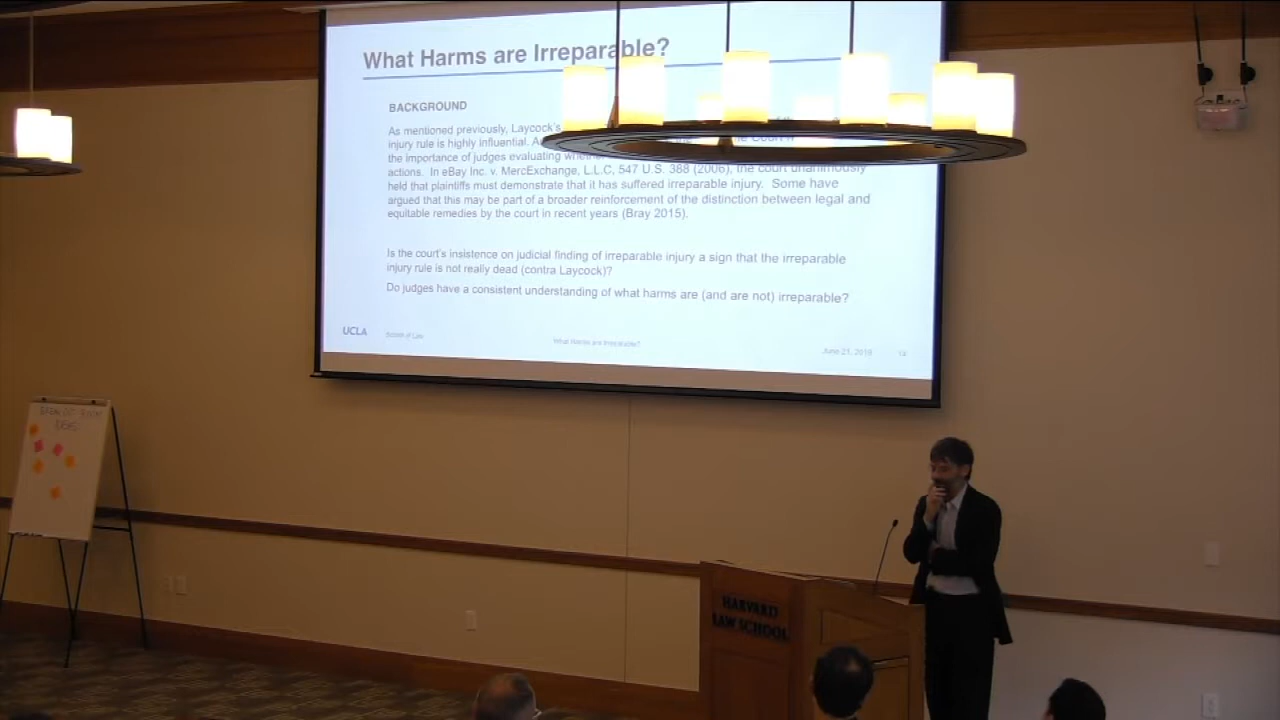 What Harms are Irreparable?
BACKGROUND
As mentioned previously, Laycock's
injury rule is highly influential.
the importance of judges evaluating
actions. In eBay Inc. v. MercExchange, L.L.C, 547 U.S. 388 (2006), the court unanimously
held that plaintiffs must demonstrate that it has suffered irreparable injury. Some have
argued that this may be part of a broader reinforcement of the distinction between legal and
equitable remedies by the court in recent years (Bray 2015).
Is the court's insistence on judicial finding of irreparable injury a sign that the irreparable
injury rule is not really dead (contra Laycock)?
Do judges have a consistent understanding of what harms are (and are not) irreparable?
UCLA School of Law What Harms are Irreparable? June 21, 2018 14
HARVARD
LAW SCHOOL